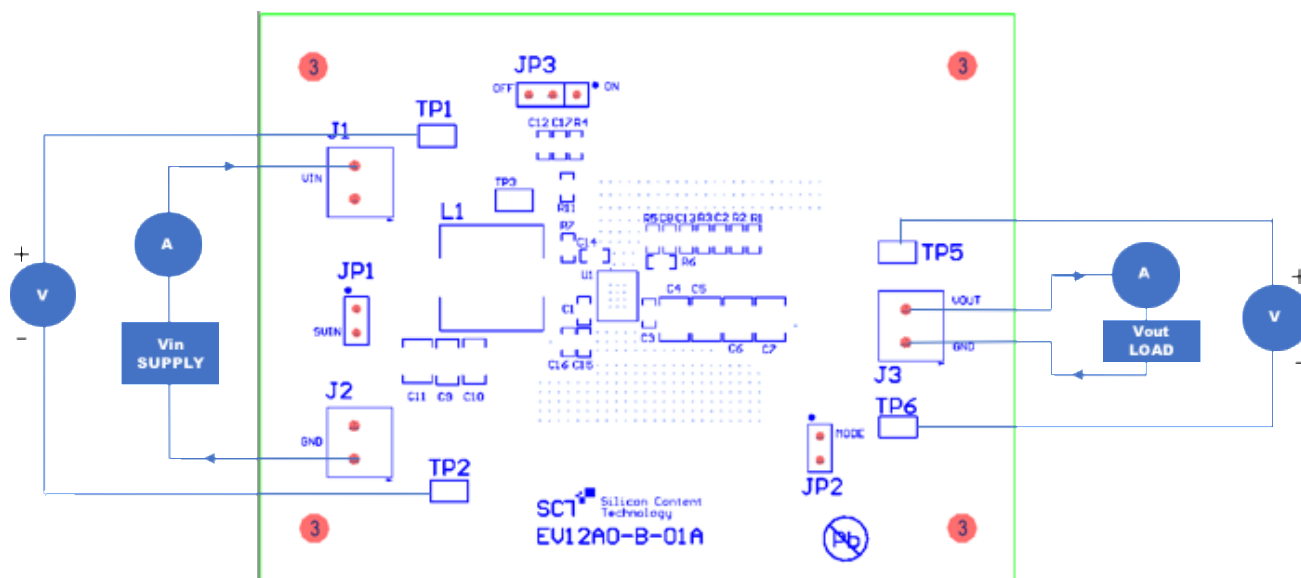 3
3
JP3
OFF
ON
TP1
C12 C17 R4
J1
VIN
TP3
R11
L1
R7
C14
R5 C8 C13 R3 C2 R2 R1
+
A
V
-
JP1
SVIN
U1
R6
C4 C5
C1
C3
C6 C7
C16 C15
TP5
A
+
V
-
VOUT
GND
J3
Vin
SUPPLY
Vout
LOAD
J2
GND
C11 C9 C10
TP6
MODE
JP2
TP2
SCT
Silicon Content
Technology
EV12A0-B-01A
Pb
3
3